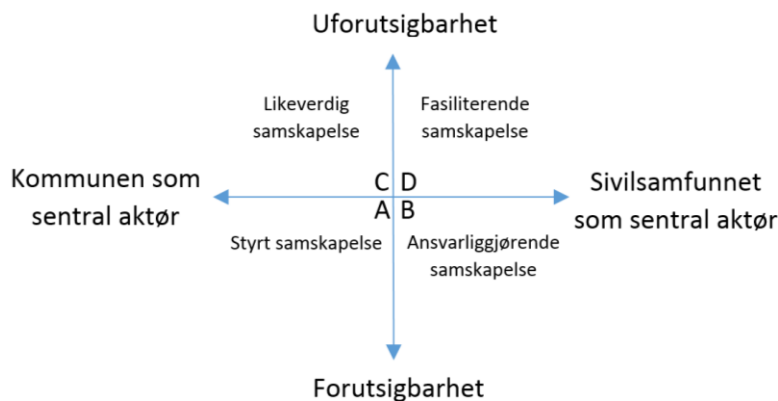 Uforutsigbarhet
Likeverdig
samskapelse
Fasiliterende
samskapelse
Kommunen som
sentral aktør
C D
A B
Sivilsamfunnet
som sentral aktør
Styrt samskapelse
Ansvarliggjørende
samskapelse
Forutsigbarhet